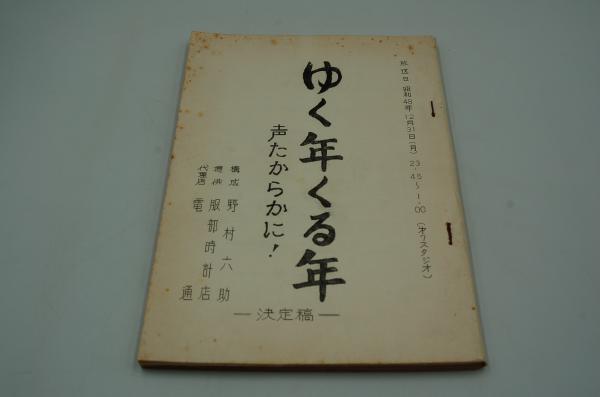 放送日 昭和48年12月31日(月) 23:45〜1:00 (オ7スタジオ)
ゆく年くる年
声たからかに!
構成 野村六助
提供 服部時計店
代理店 電通
―決定稿―